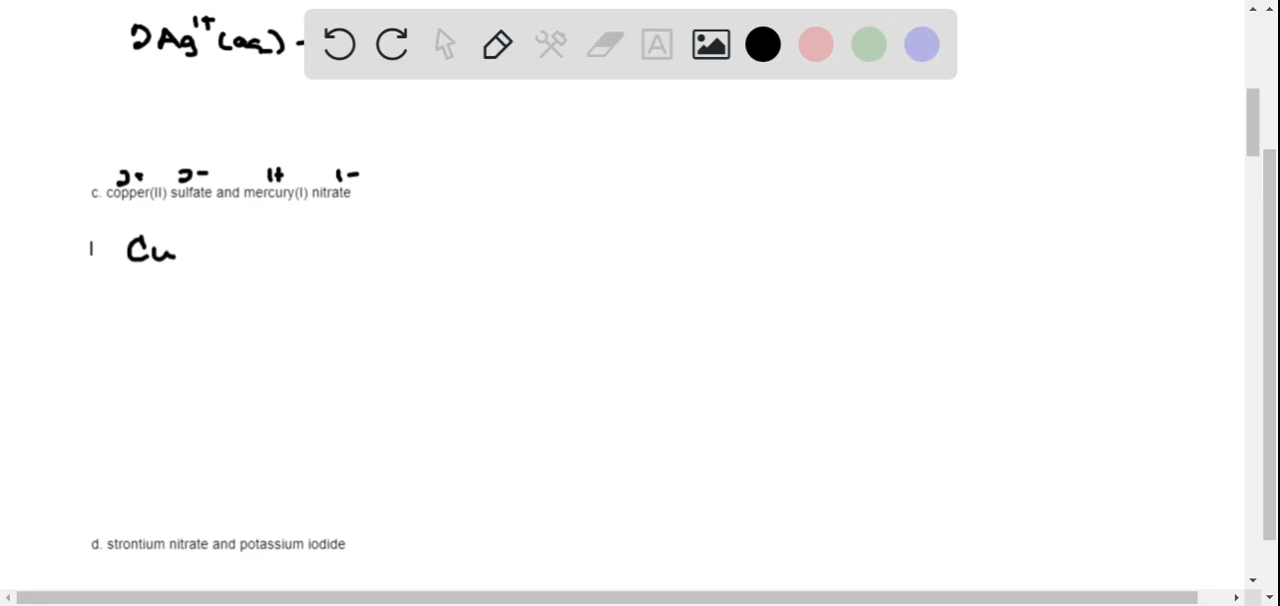 2Ag¹⁺(aq) -
2+ 2- 1+ 1-
c. copper(II) sulfate and mercury(I) nitrate
| Cu
d. strontium nitrate and potassium iodide